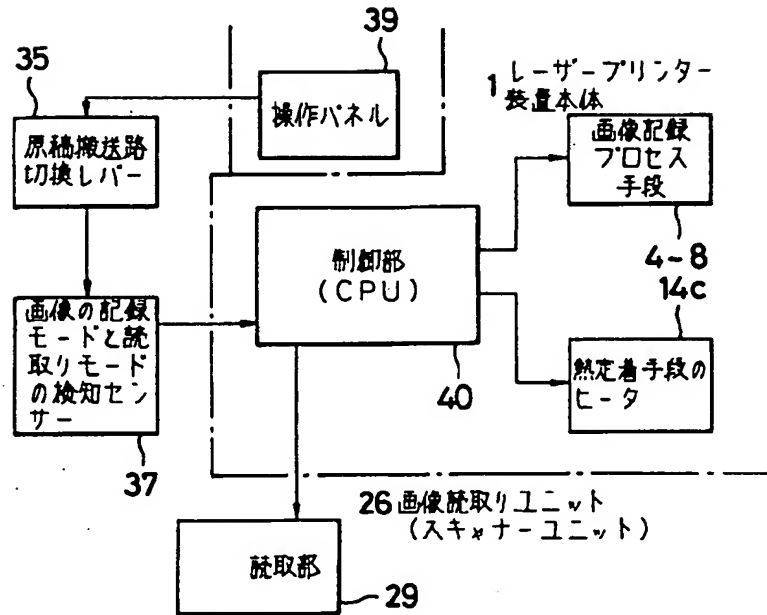 39
35
操作パネル
1 レーザープリンター
装置本体
原稿搬送路
切換レバー
画像記録
プロセス
手段
制御部
(CPU)
4~8
14c
画像の記録
モードと読
取りモード
の検知セン
サー
熱定着手段の
ヒータ
40
37
26 画像読取りユニット
(スキャナーユニット)
読取部
29